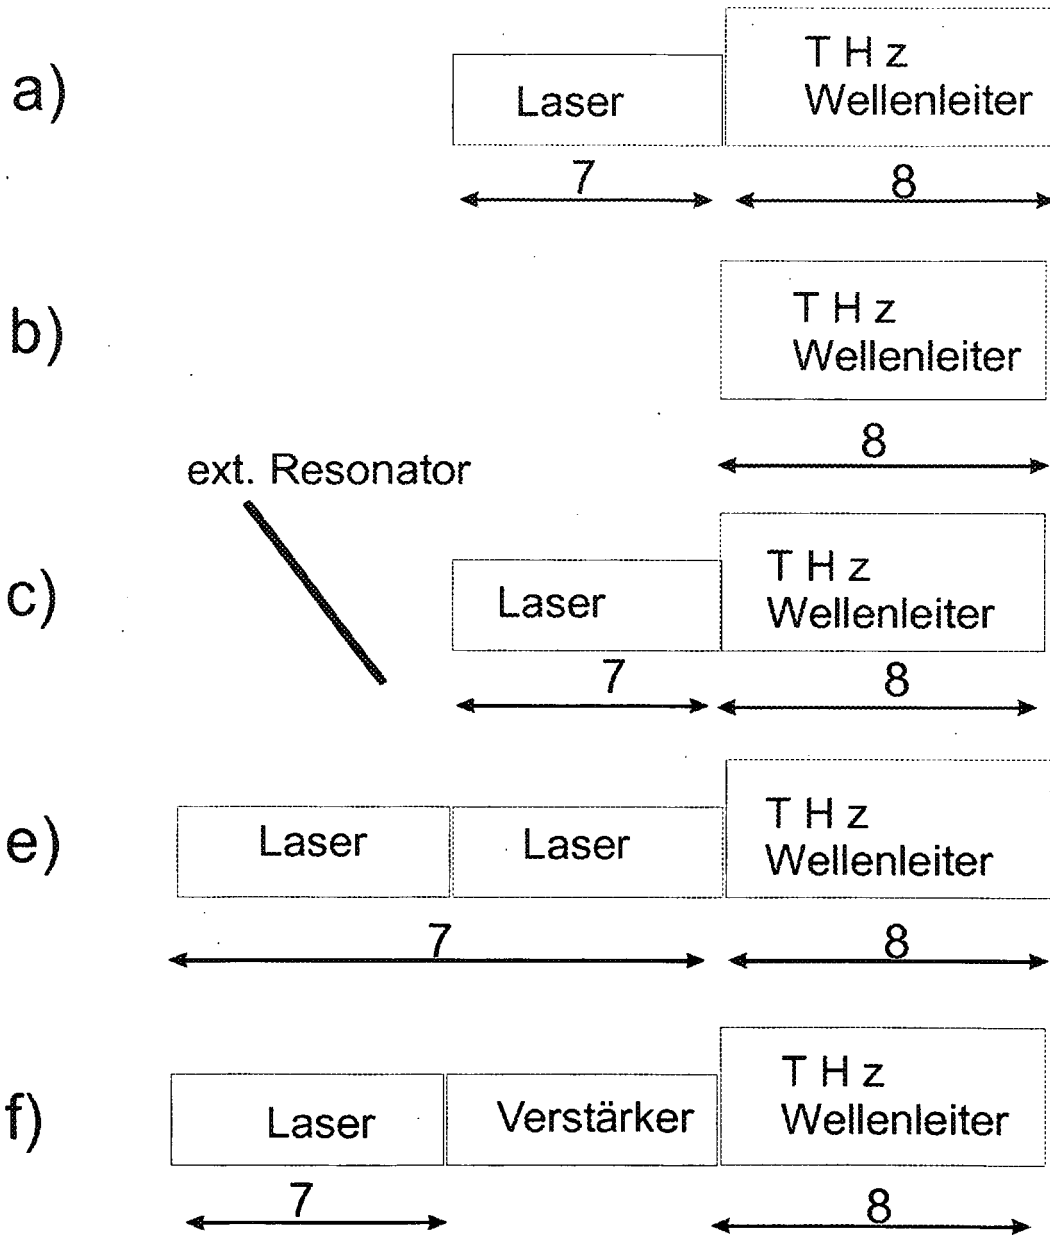 a)
Laser
T H z
Wellenleiter
7
8
b)
T H z
Wellenleiter
8
ext. Resonator
c)
Laser
T H z
Wellenleiter
7
8
e)
Laser
Laser
T H z
Wellenleiter
7
8
f)
Laser
Verstärker
T H z
Wellenleiter
7
8